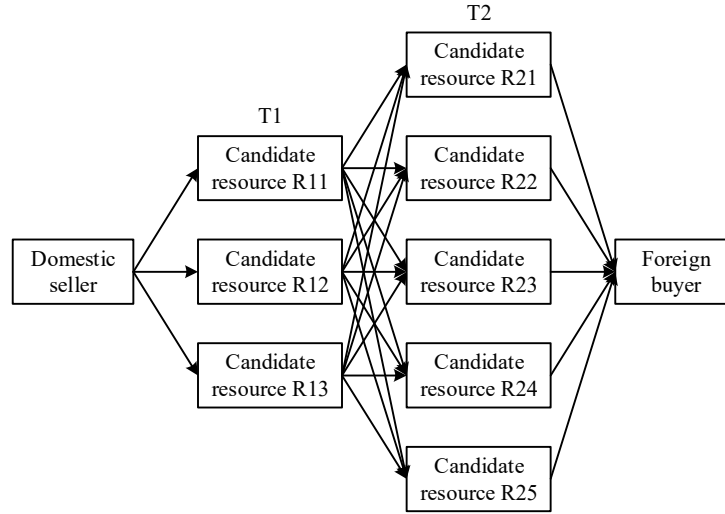 T2
Candidate
resource R21
T1
Candidate
resource R11
Candidate
resource R22
Domestic
seller
Candidate
resource R12
Candidate
resource R23
Foreign
buyer
Candidate
resource R13
Candidate
resource R24
Candidate
resource R25